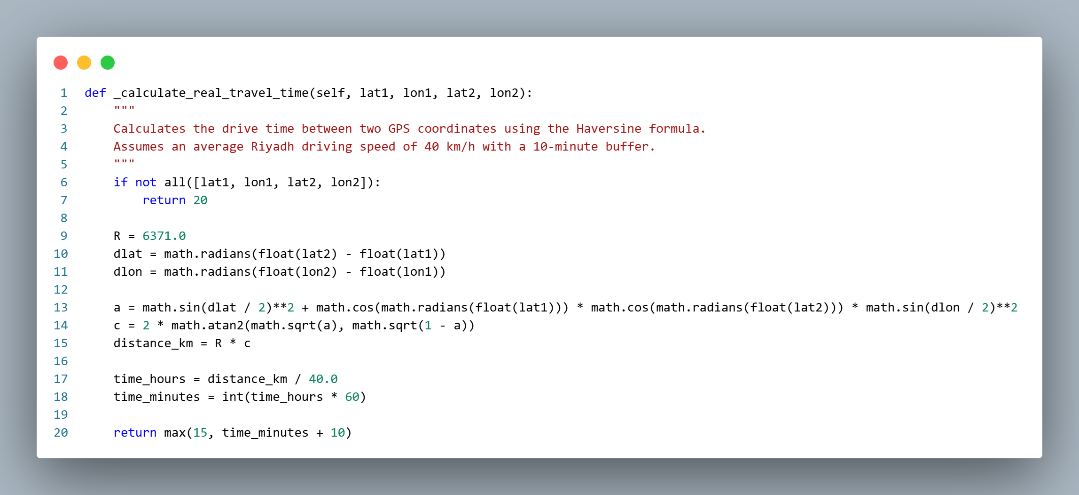 1 def _calculate_real_travel_time(self, lat1, lon1, lat2, lon2):
2     """
3     Calculates the drive time between two GPS coordinates using the Haversine formula.
4     Assumes an average Riyadh driving speed of 40 km/h with a 10-minute buffer.
5     """
6     if not all([lat1, lon1, lat2, lon2]):
7         return 20
8
9     R = 6371.0
10     dlat = math.radians(float(lat2) - float(lat1))
11     dlon = math.radians(float(lon2) - float(lon1))
12
13     a = math.sin(dlat / 2)**2 + math.cos(math.radians(float(lat1))) * math.cos(math.radians(float(lat2))) * math.sin(dlon / 2)**2
14     c = 2 * math.atan2(math.sqrt(a), math.sqrt(1 - a))
15     distance_km = R * c
16
17     time_hours = distance_km / 40.0
18     time_minutes = int(time_hours * 60)
19
20     return max(15, time_minutes + 10)